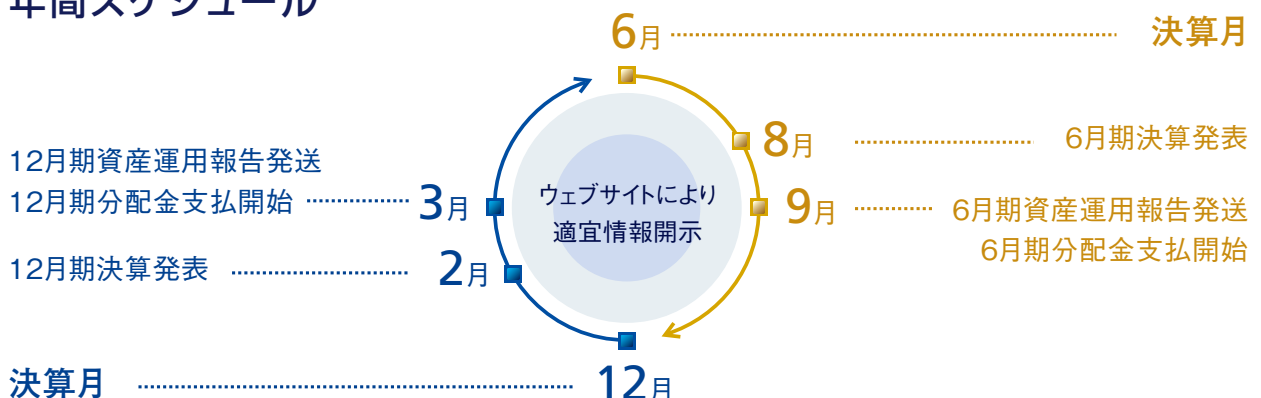 年間スケジュール
6月 決算月
8月 6月期決算発表
9月 6月期資産運用報告発送
6月期分配金支払開始
ウェブサイトにより
適宜情報開示
12月期資産運用報告発送
12月期分配金支払開始 3月
12月期決算発表 2月
決算月 12月